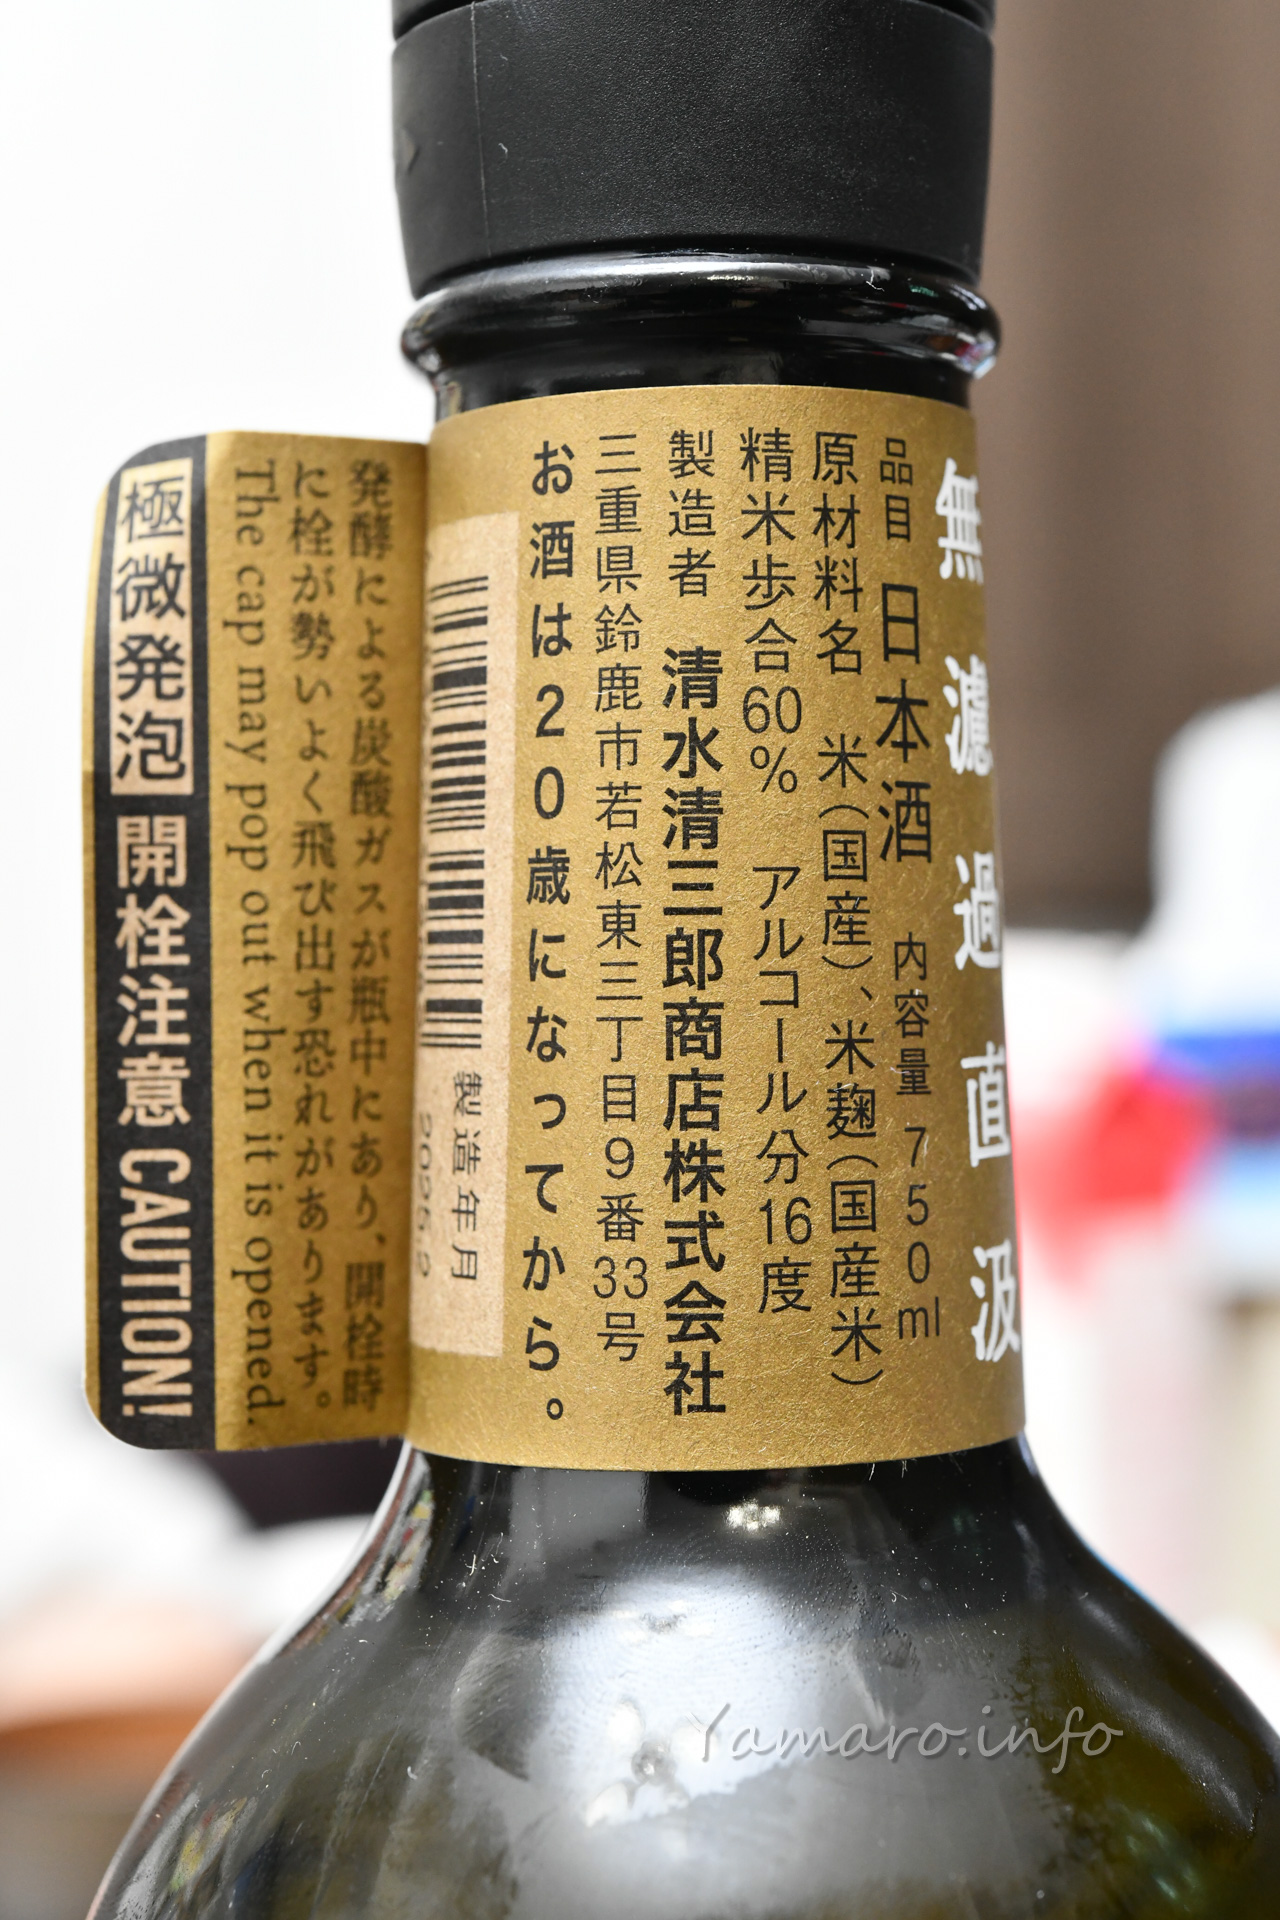 無濾過直汲
品目 日本酒 内容量 750ml
原材料名 米(国産)、米麹(国産米)
精米歩合60% アルコール分16度
製造者 清水清三郎商店株式会社
三重県鈴鹿市若松東三丁目9番33号
お酒は20歳になってから。
製造年月
発酵による炭酸ガスが瓶中にあり、開栓時
に栓が勢いよく飛び出す恐れがあります。
The cap may pop out when it is opened.
極微発泡 開栓注意 CAUTION!
Yamaro.info